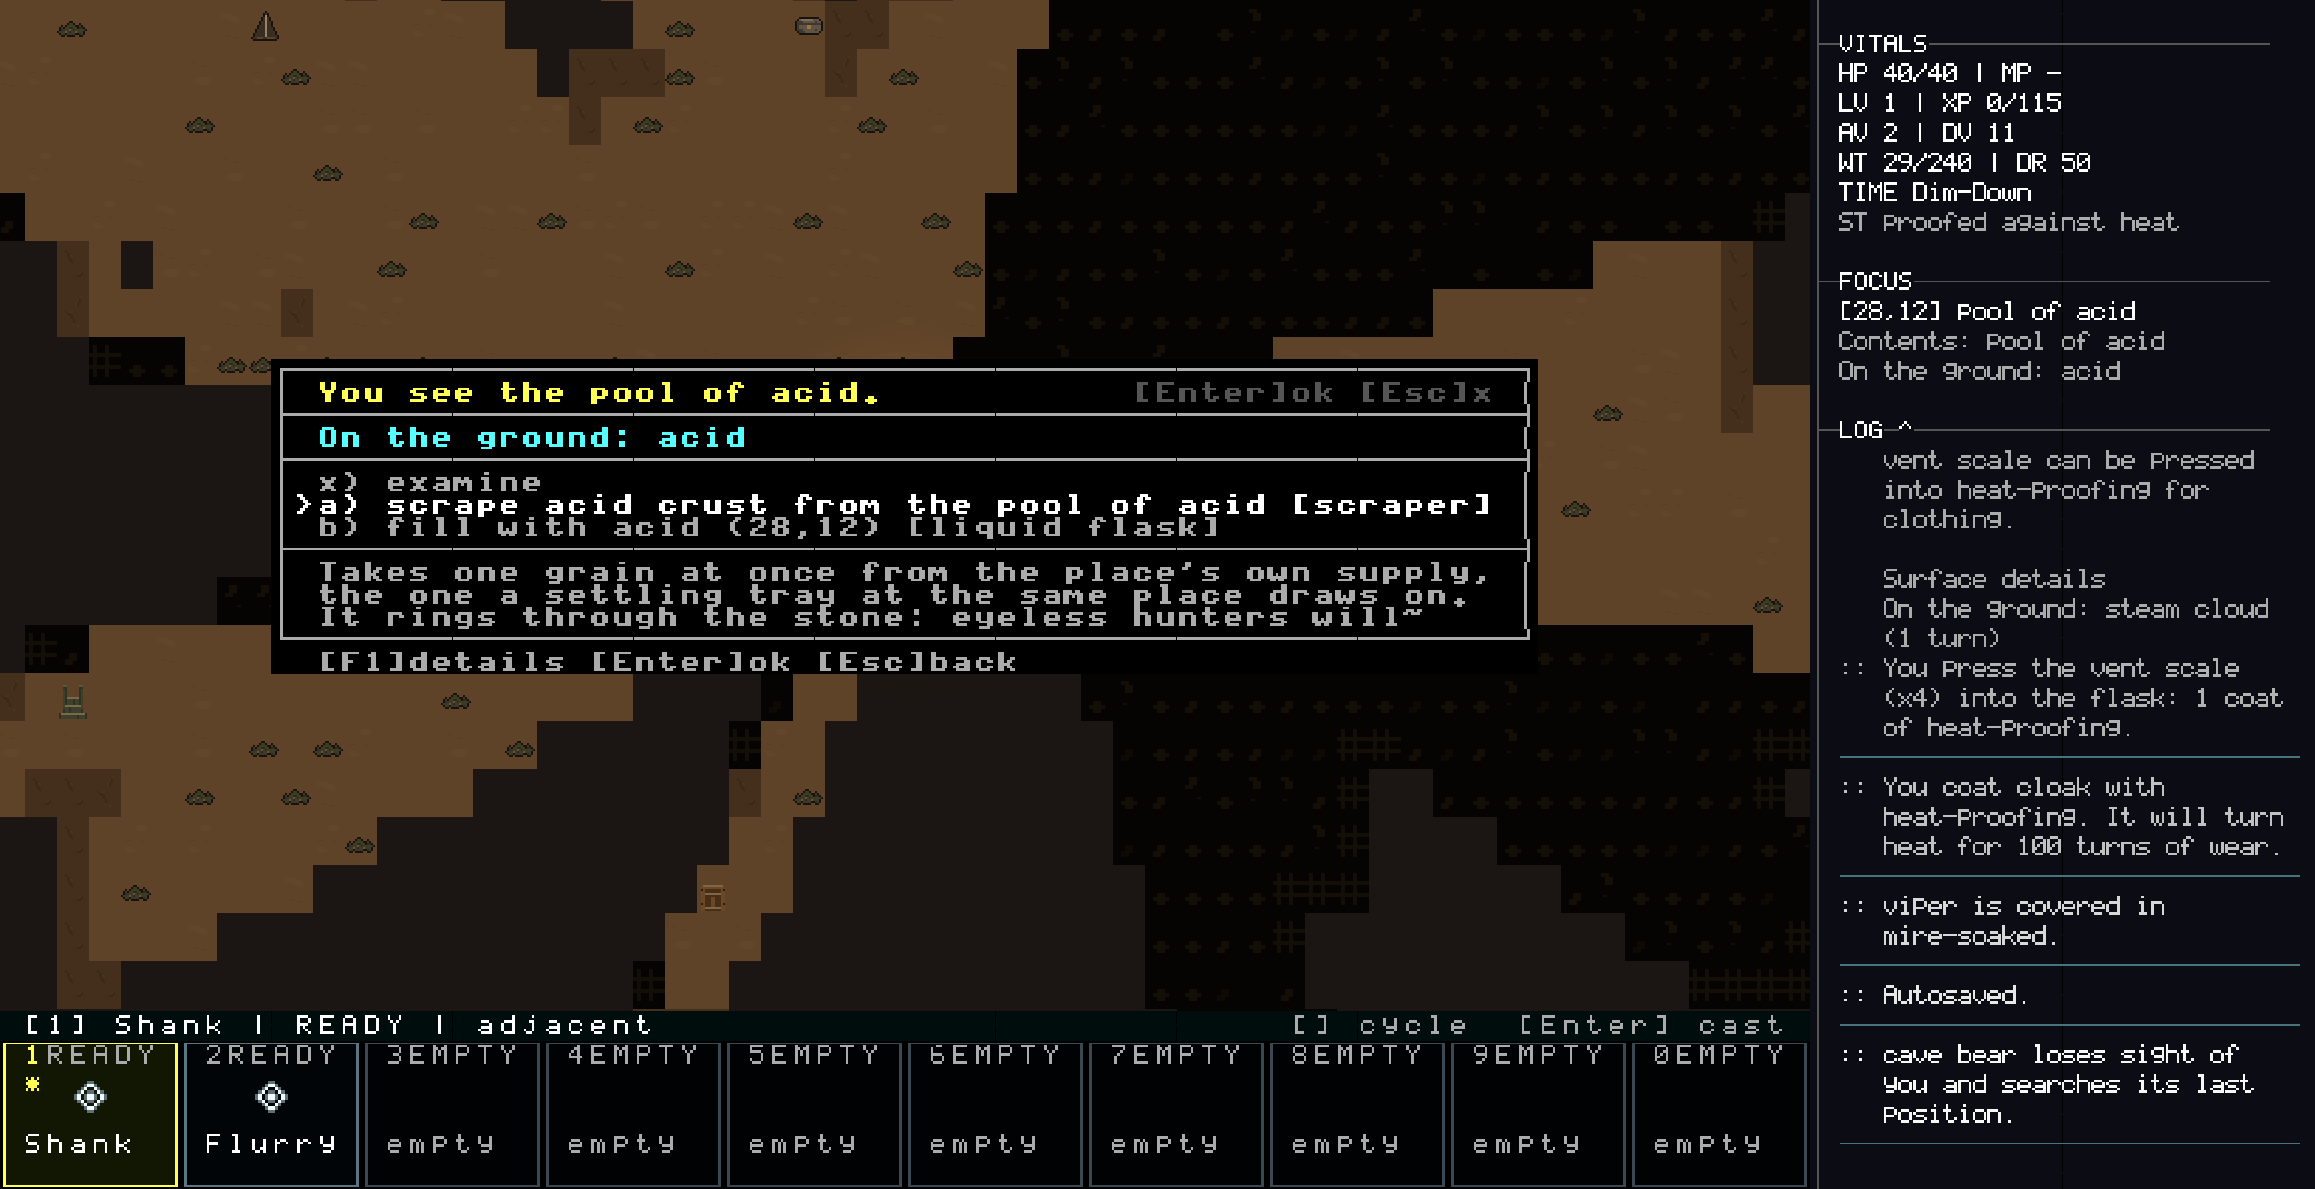 You see the pool of acid. [Enter]ok [Esc]x
On the ground: acid
x) examine
>a) scrape acid crust from the pool of acid [scraper]
b) fill with acid (28,12) [liquid flask]
Takes one grain at once from the place's own supply,
the one a settling tray at the same place draws on.
It rings through the stone: eyeless hunters will~
[F1]details [Enter]ok [Esc]back
[1] Shank | READY | adjacent
[] cycle [Enter] cast
1READY
*
Shank
2READY
Flurry
3EMPTY
empty
4EMPTY
empty
5EMPTY
empty
6EMPTY
empty
7EMPTY
empty
8EMPTY
empty
9EMPTY
empty
0EMPTY
empty
VITALS
HP 40/40 | MP -
LV 1 | XP 0/115
AV 2 | DV 11
WT 29/240 | DR 50
TIME Dim-Down
ST Proofed against heat
FOCUS
[28,12] Pool of acid
Contents: Pool of acid
On the ground: acid
LOG ^
vent scale can be Pressed
into heat-Proofing for
clothing.
Surface details
On the ground: steam cloud
(1 turn)
:: You Press the vent scale
(x4) into the flask: 1 coat
of heat-Proofing.
:: You coat cloak with
heat-Proofing. It will turn
heat for 100 turns of wear.
:: viPer is covered in
mire-soaked.
:: Autosaved.
:: cave bear loses sight of
you and searches its last
Position.